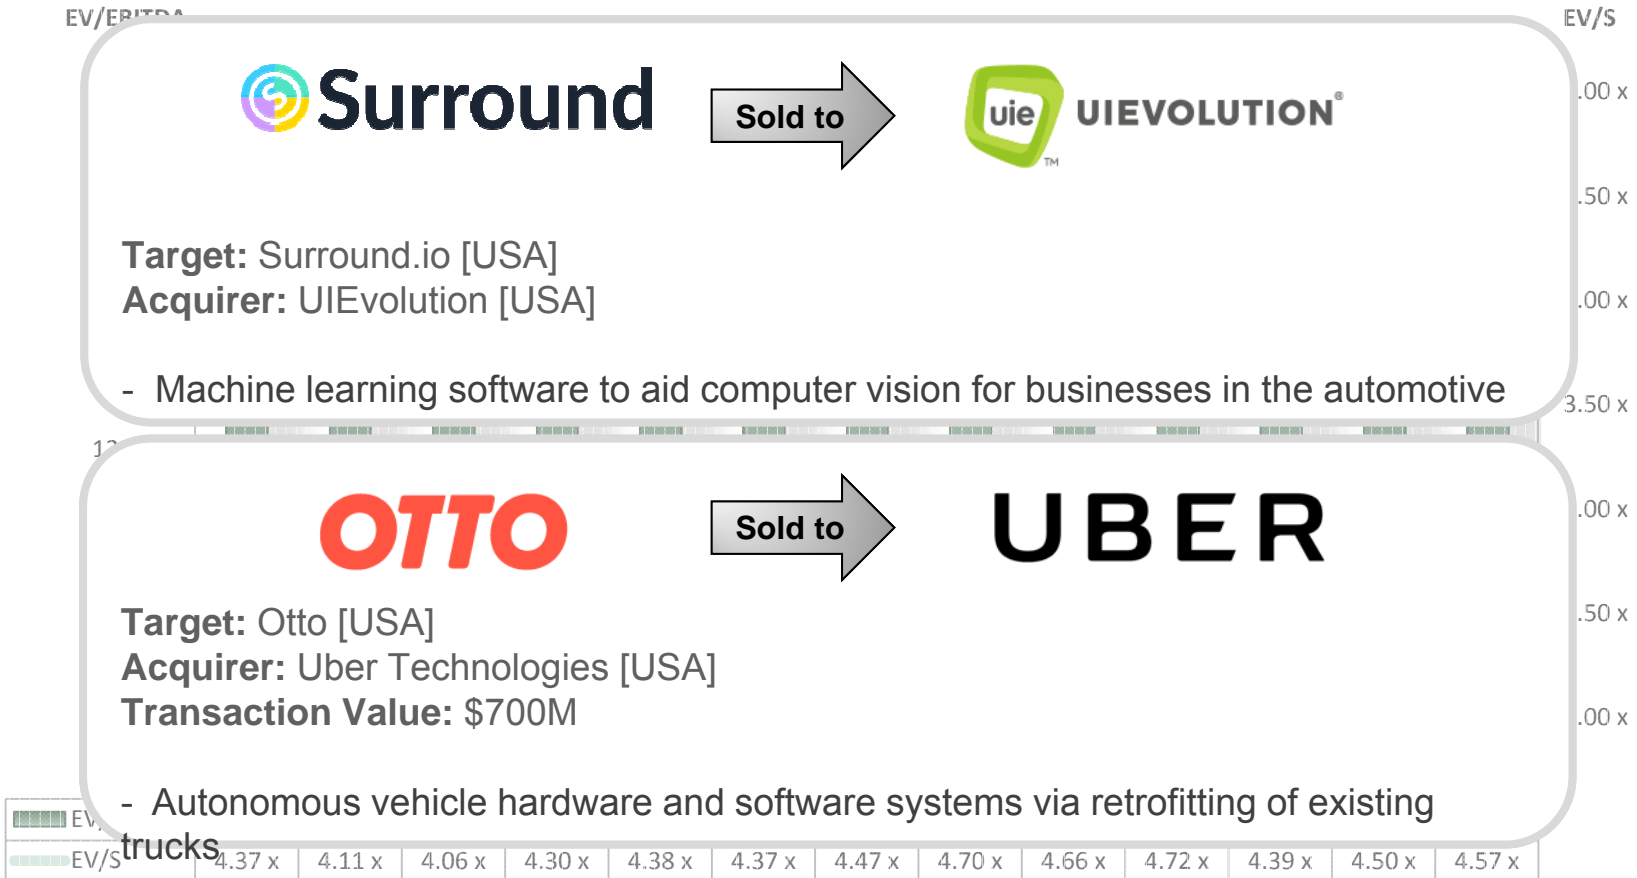 EV/EBITDA
EV/S
Surround
Sold to
uie
UIEVOLUTION®
TM
.00 x
.50 x
Target: Surround.io [USA]
Acquirer: UIEvolution [USA]
.00 x
- Machine learning software to aid computer vision for businesses in the automotive
3.50 x
OTTO
Sold to
UBER
.00 x
Target: Otto [USA]
.50 x
Acquirer: Uber Technologies [USA]
Transaction Value: $700M
.00 x
- Autonomous vehicle hardware and software systems via retrofitting of existing
trucks
EV/S 4.37 x 4.11 x 4.06 x 4.30 x 4.38 x 4.37 x 4.47 x 4.70 x 4.66 x 4.72 x 4.39 x 4.50 x 4.57 x